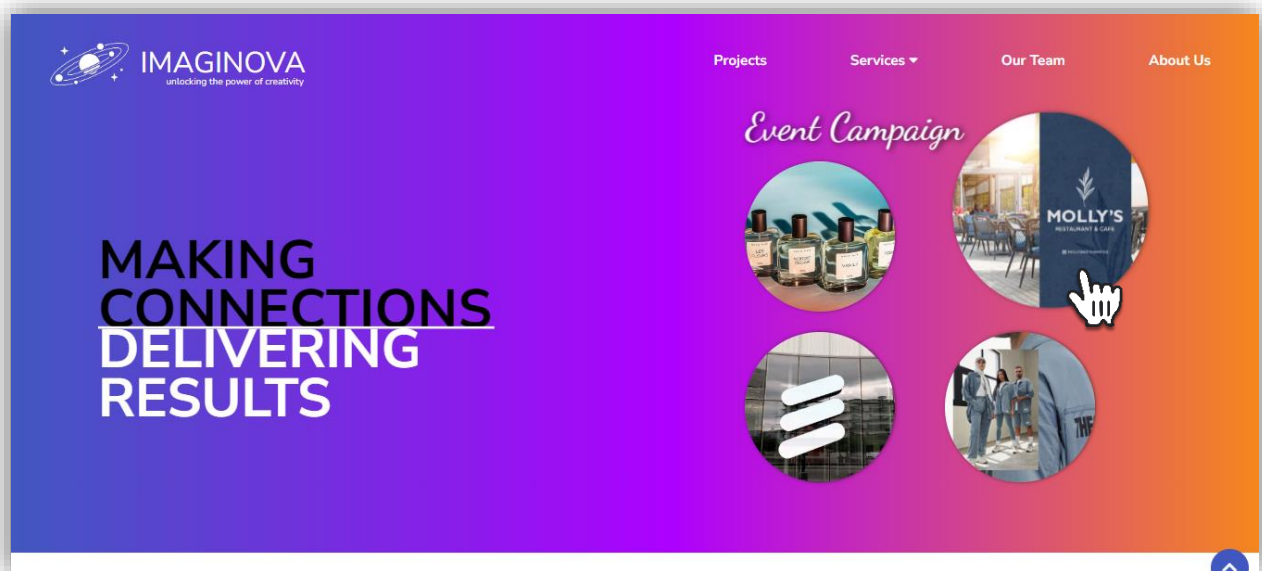 IMAGINOVA
unlocking the power of creativity
Projects
Services
Our Team
About Us
Event Campaign
MOLLY'S
RESTAURANT & CAFE
MAKING
CONNECTIONS
DELIVERING
RESULTS
THE